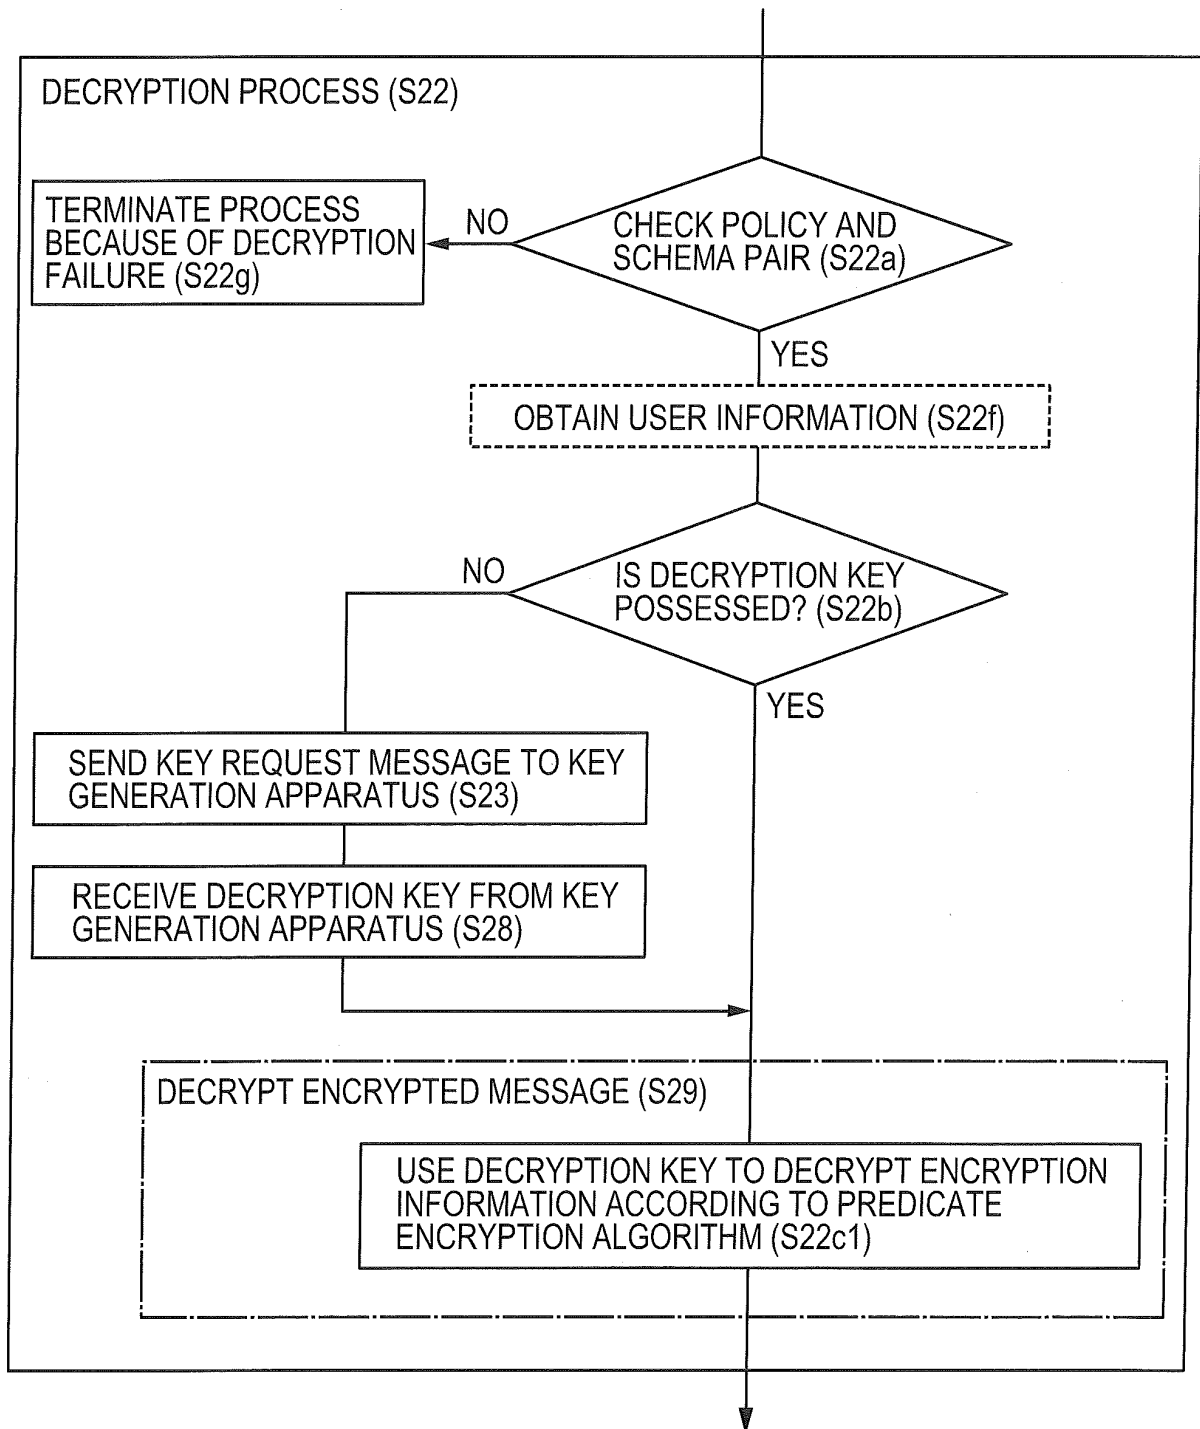 DECRYPTION PROCESS (S22)
TERMINATE PROCESS
BECAUSE OF DECRYPTION
FAILURE (S22g)
NO
CHECK POLICY AND
SCHEMA PAIR (S22a)
YES
OBTAIN USER INFORMATION (S22f)
NO
IS DECRYPTION KEY
POSSESSED? (S22b)
YES
SEND KEY REQUEST MESSAGE TO KEY
GENERATION APPARATUS (S23)
RECEIVE DECRYPTION KEY FROM KEY
GENERATION APPARATUS (S28)
DECRYPT ENCRYPTED MESSAGE (S29)
USE DECRYPTION KEY TO DECRYPT ENCRYPTION
INFORMATION ACCORDING TO PREDICATE
ENCRYPTION ALGORITHM (S22c1)